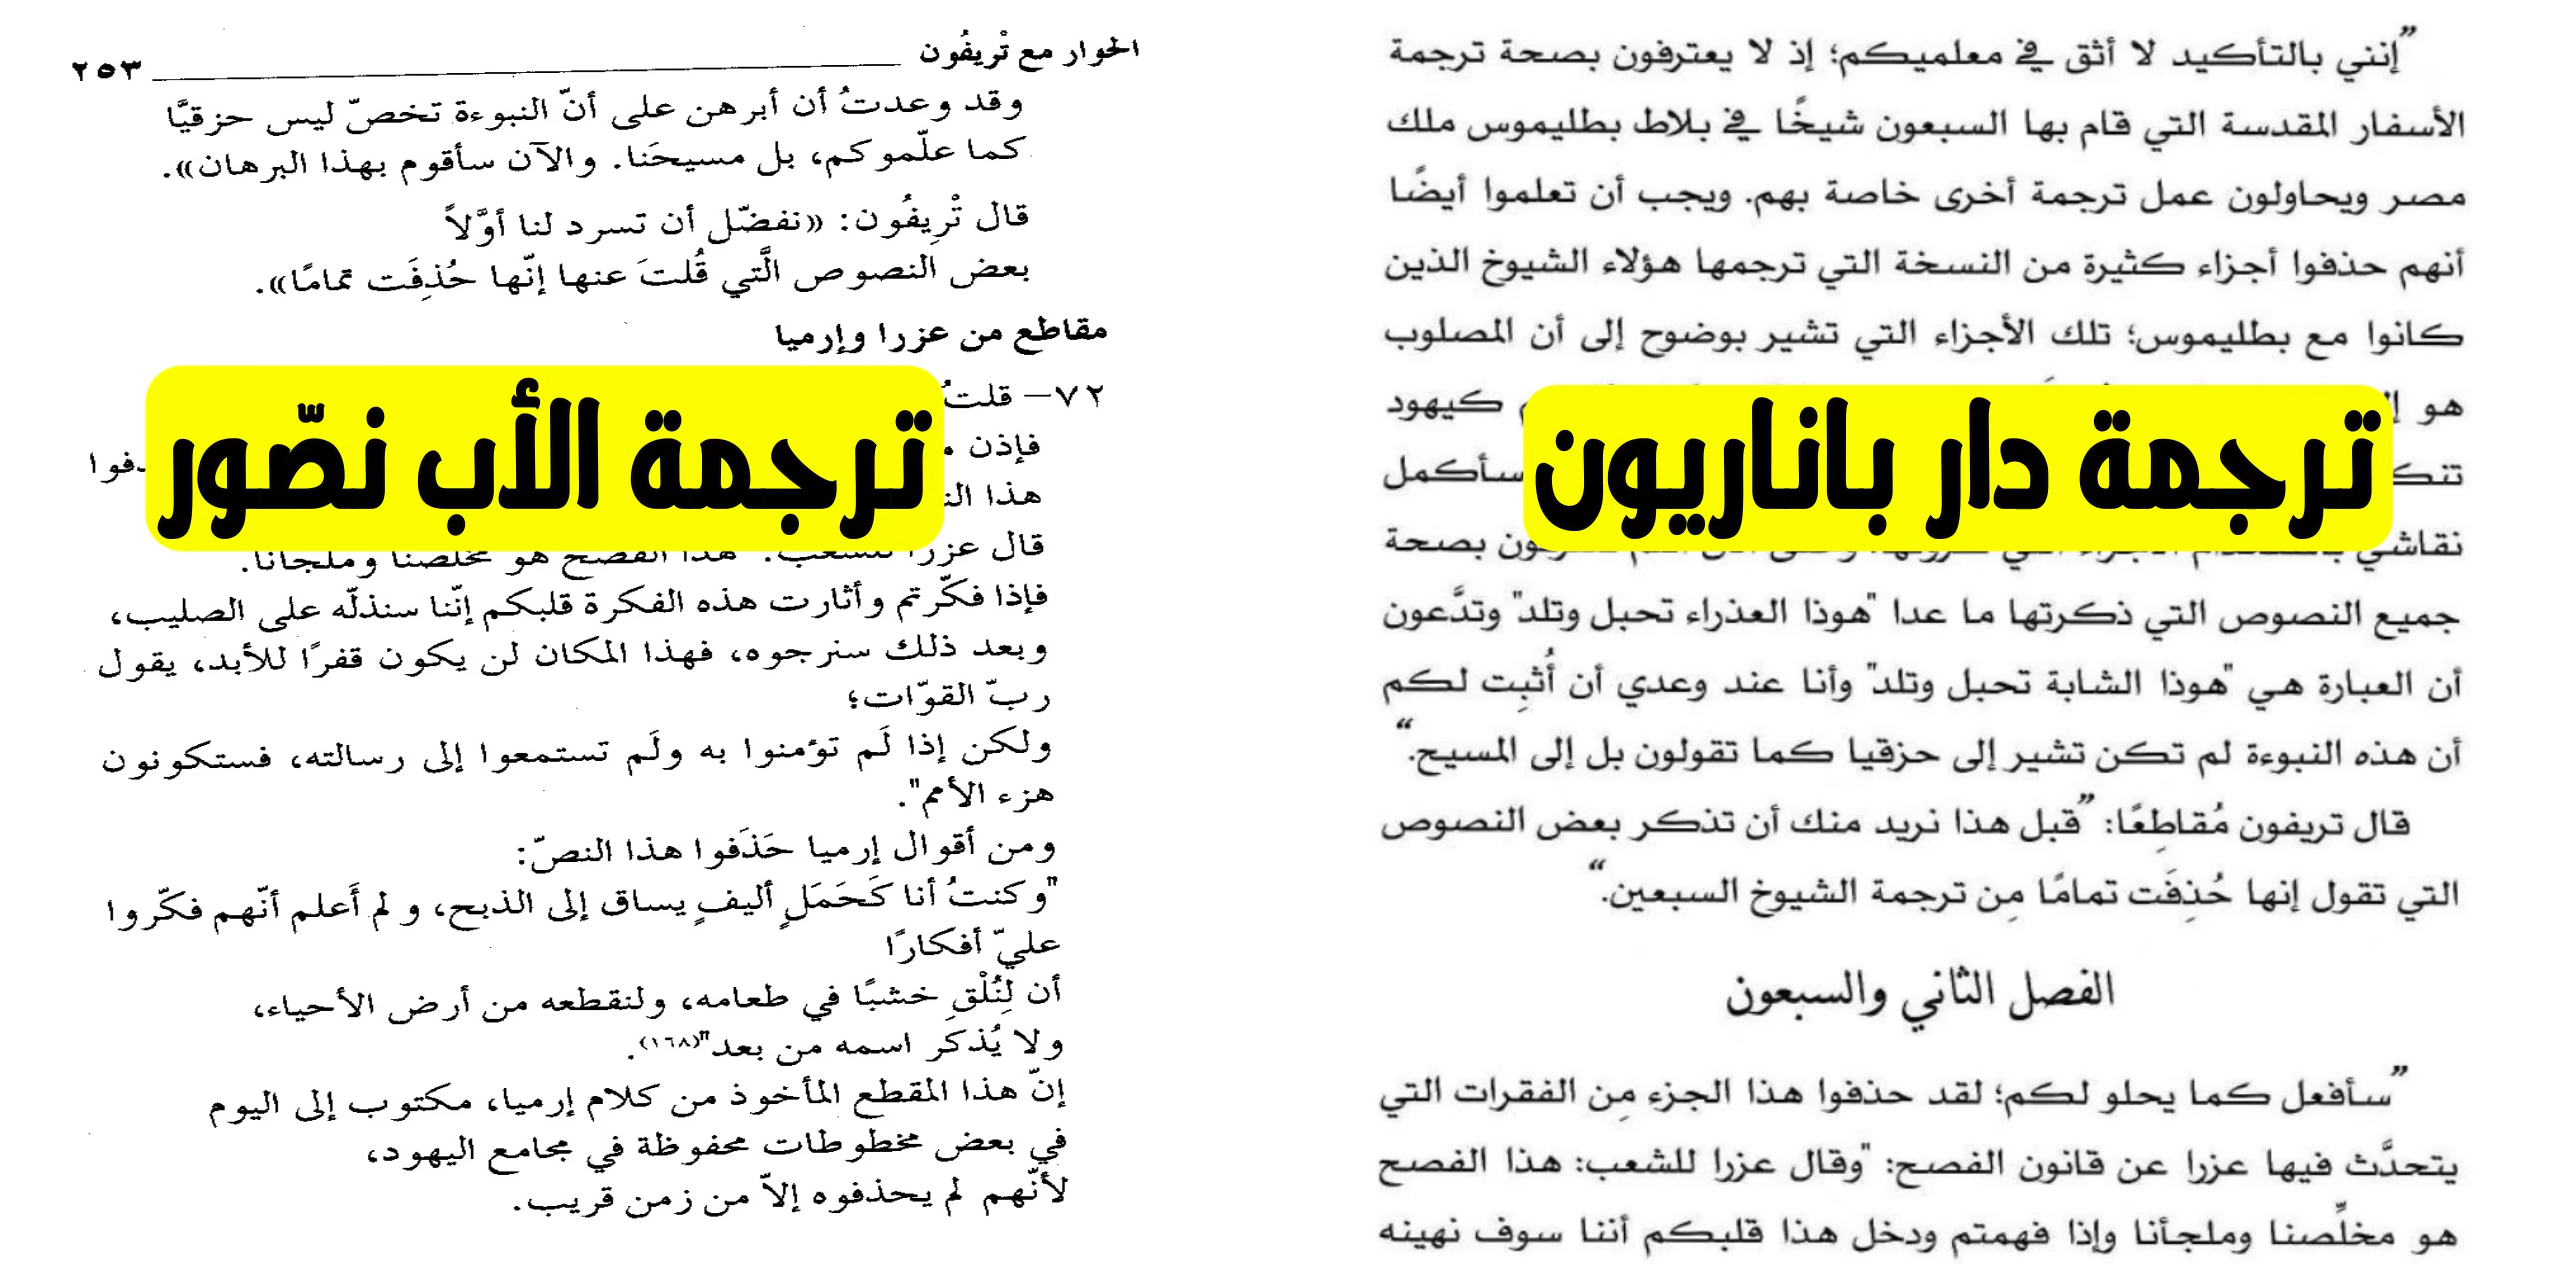 ”إنني بالتأكيد لا أثق في معلميكم؛ إذ لا يعترفون بصحة ترجمة
الأسفار المقدسة التي قام بها السبعون شيخًا في بلاط بطليموس ملك
مصر ويحاولون عمل ترجمة أخرى خاصة بهم. ويجب أن تعلموا أيضًا
أنهم حذفوا أجزاء كثيرة من النسخة التي ترجمها هؤلاء الشيوخ الذين
كانوا مع بطليموس؛ تلك الأجزاء التي تشير بوضوح إلى أن المصلوب
هو كيهود
سأكمل
ترجمة دار باناريون
نقاشي بصحة
جميع النصوص التي ذكرتها ما عدا "هوذا العذراء تحبل وتلد" وتدَّعون
أن العبارة هي "هوذا الشابة تحبل وتلد" وأنا عند وعدي أن أُثبِت لكم
أن هذه النبوءة لم تكن تشير إلى حزقيا كما تقولون بل إلى المسيح.“
قال تريفون مُقاطِعًا: ”قبل هذا نريد منك أن تذكر بعض النصوص
التي تقول إنها حُذِفَت تمامًا مِن ترجمة الشيوخ السبعين.“
الفصل الثاني والسبعون
”سأفعل كما يحلو لكم؛ لقد حذفوا هذا الجزء مِن الفقرات التي
يتحدَّث فيها عزرا عن قانون الفصح: "وقال عزرا للشعب: هذا الفصح
هو مخلِّصنا وملجأنا وإذا فهمتم ودخل هذا قلبكم أننا سوف نهينه
الحوار مع تْريفُون ٢٥٣
وقد وعدتُ أن أبرهن على أنّ النبوءة تخصّ ليس حزقيَّا
كما علّموكم، بل مسيحَنا. والآن سأقوم بهذا البرهان».
قال تْرِيفُون: «نفضّل أن تسرد لنا أوَّلاً
بعض النصوص الَّتي قُلتَ عنها إنّها حُذِفَت تمامًا».
مقاطع من عزرا وإرميا
٧٢– قلتُ
فإذن
هذا
ترجمة الأب نصّور
قال عزرا للشعب: هذا الفصح هو مخلّصنا وملجأنا.
فإذا فكّرتم وأثارت هذه الفكرة قلبكم إنّنا سنذلّه على الصليب،
وبعد ذلك سنرجوه، فهذا المكان لن يكون قفرًا للأبد، يقول
ربّ القوّات؛
ولكن إذا لَم تؤمنوا به ولَم تستمعوا إلى رسالته، فستكونون
هزء الأمم".
ومن أقوال إرميا حَذَفوا هذا النصّ:
"وكنتُ أنا كَحَمَلٍ أليفٍ يساق إلى الذبح، و لم أَعلم أنّهم فكّروا
عليّ أفكارًا
أن لِنُلْقِ خشبًا في طعامه، ولنقطعه من أرض الأحياء،
ولا يُذكَر اسمه من بعد"(١٦٨).
إنّ هذا المقطع المأخوذ من كلام إرميا، مكتوب إلى اليوم
في بعض مخطوطات محفوظة في مجامع اليهود،
لأنّهم لم يحذفوه إلاّ من زمن قريب.